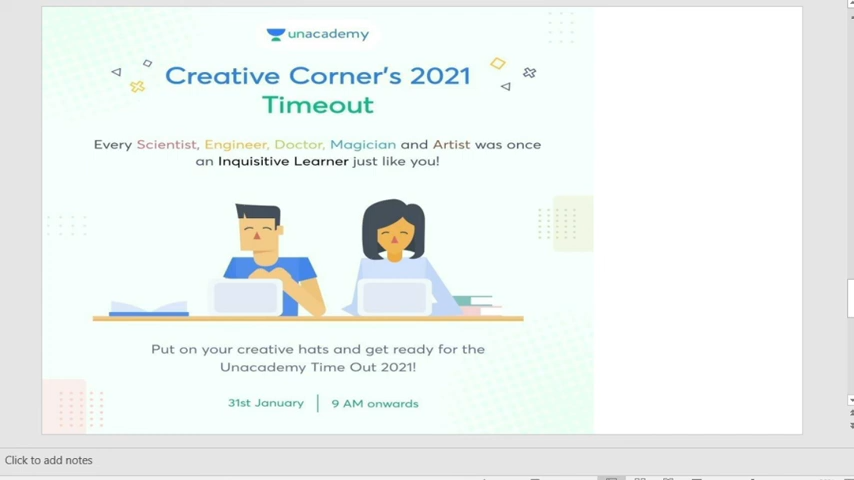 unacademy
Creative Corner's 2021
Timeout
Every Scientist, Engineer, Doctor, Magician and Artist was once
an Inquisitive Learner just like you!
Put on your creative hats and get ready for the
Unacademy Time Out 2021!
31st January | 9 AM onwards
Click to add notes